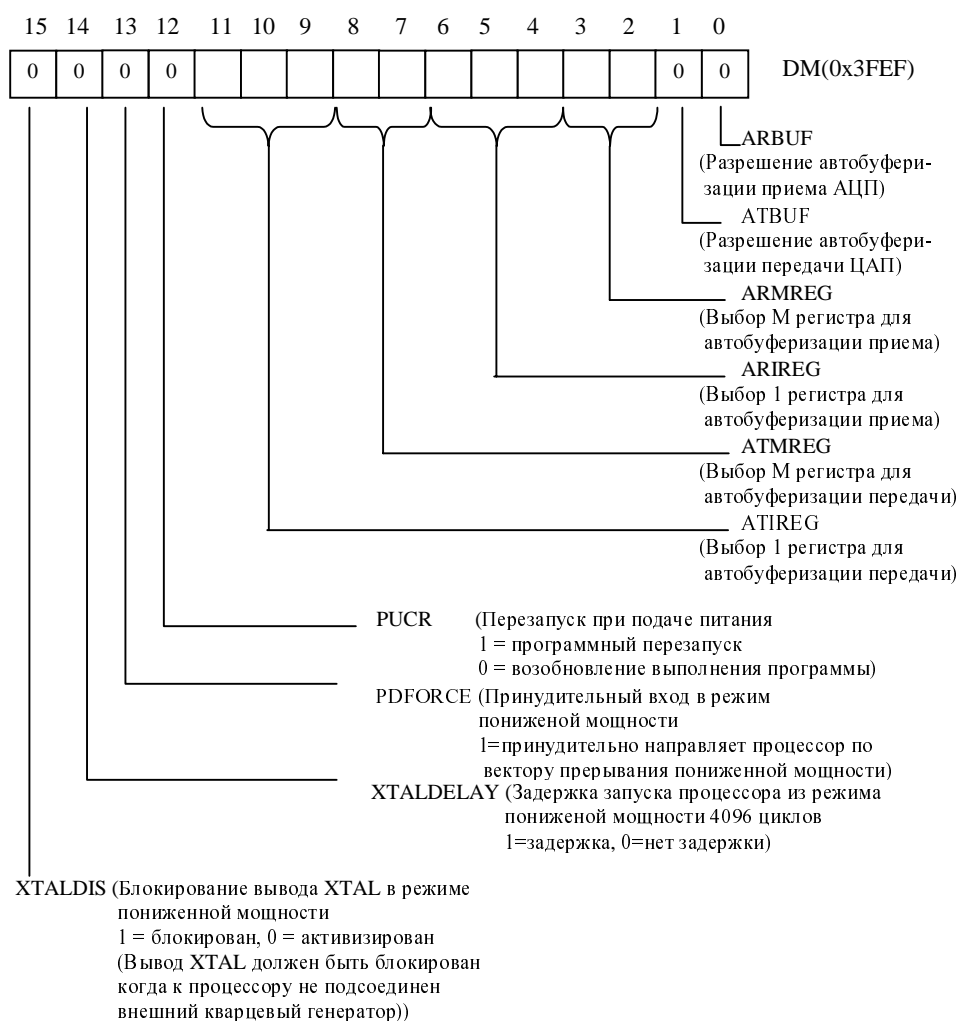 15 14 13 12 11 10 9 8 7 6 5 4 3 2 1 0
0 0 0 0 0 0 DM(0x3FEF)
ARBUF
(Разрешение автобуфери-
зации приема АЦП)
ATBUF
(Разрешение автобуфери-
зации передачи ЦАП)
ARMREG
(Выбор М регистра для
автобуферизации приема)
ARIREG
(Выбор 1 регистра для
автобуферизации приема)
ATMREG
(Выбор М регистра для
автобуферизации передачи)
ATIREG
(Выбор 1 регистра для
автобуферизации передачи)
PUCR (Перезапуск при подаче питания
1 = программный перезапуск
0 = возобновление выполнения программы)
PDFORCE (Принудительный вход в режим
пониженой мощности
1=принудительно направляет процессор по
вектору прерывания пониженной мощности)
XTALDELAY (Задержка запуска процессора из режима
пониженой мощности 4096 циклов
1=задержка, 0=нет задержки)
XTALDIS (Блокирование вывода XTAL в режиме
пониженной мощности
1 = блокирован, 0 = активизирован
(Вывод XTAL должен быть блокирован
когда к процессору не подсоединен
внешний кварцевый генератор))